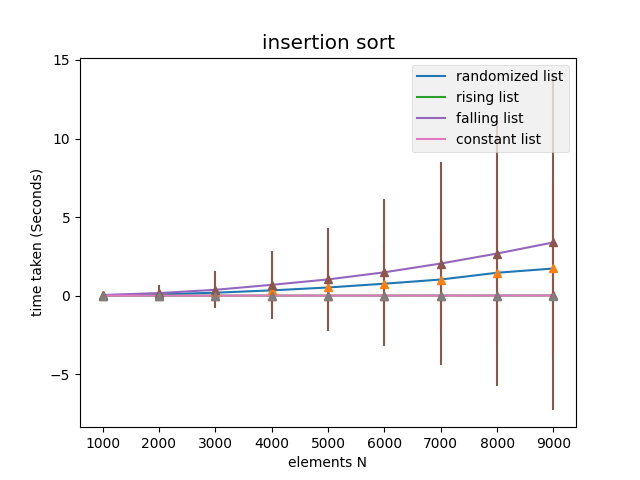 insertion sort
15
10
5
0
−5
time taken (Seconds)
randomized list
rising list
falling list
constant list
1000 2000 3000 4000 5000 6000 7000 8000 9000
elements N